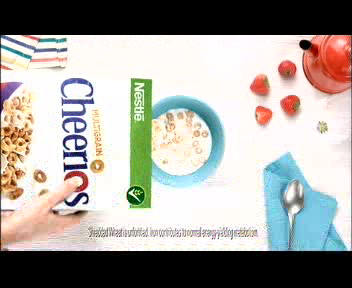 Nestlé
MULTIGRAIN
Cheerios
Shredded Wheat is unfortified. Iron contributes to normal energy-yielding metabolism.